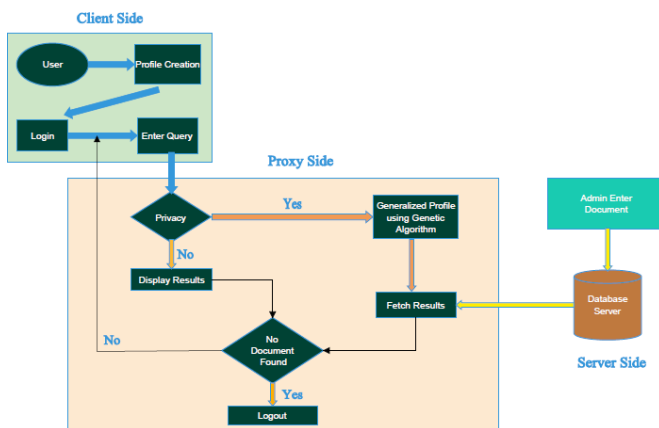 Client Side
User
Profile Creation
Login
Enter Query
Proxy Side
Privacy
Yes
Generalized Profile
using Genetic
Algorithm
No
Display Results
Fetch Results
No
Document
Found
No
Yes
Logout
Admin Enter
Document
Database
Server
Server Side